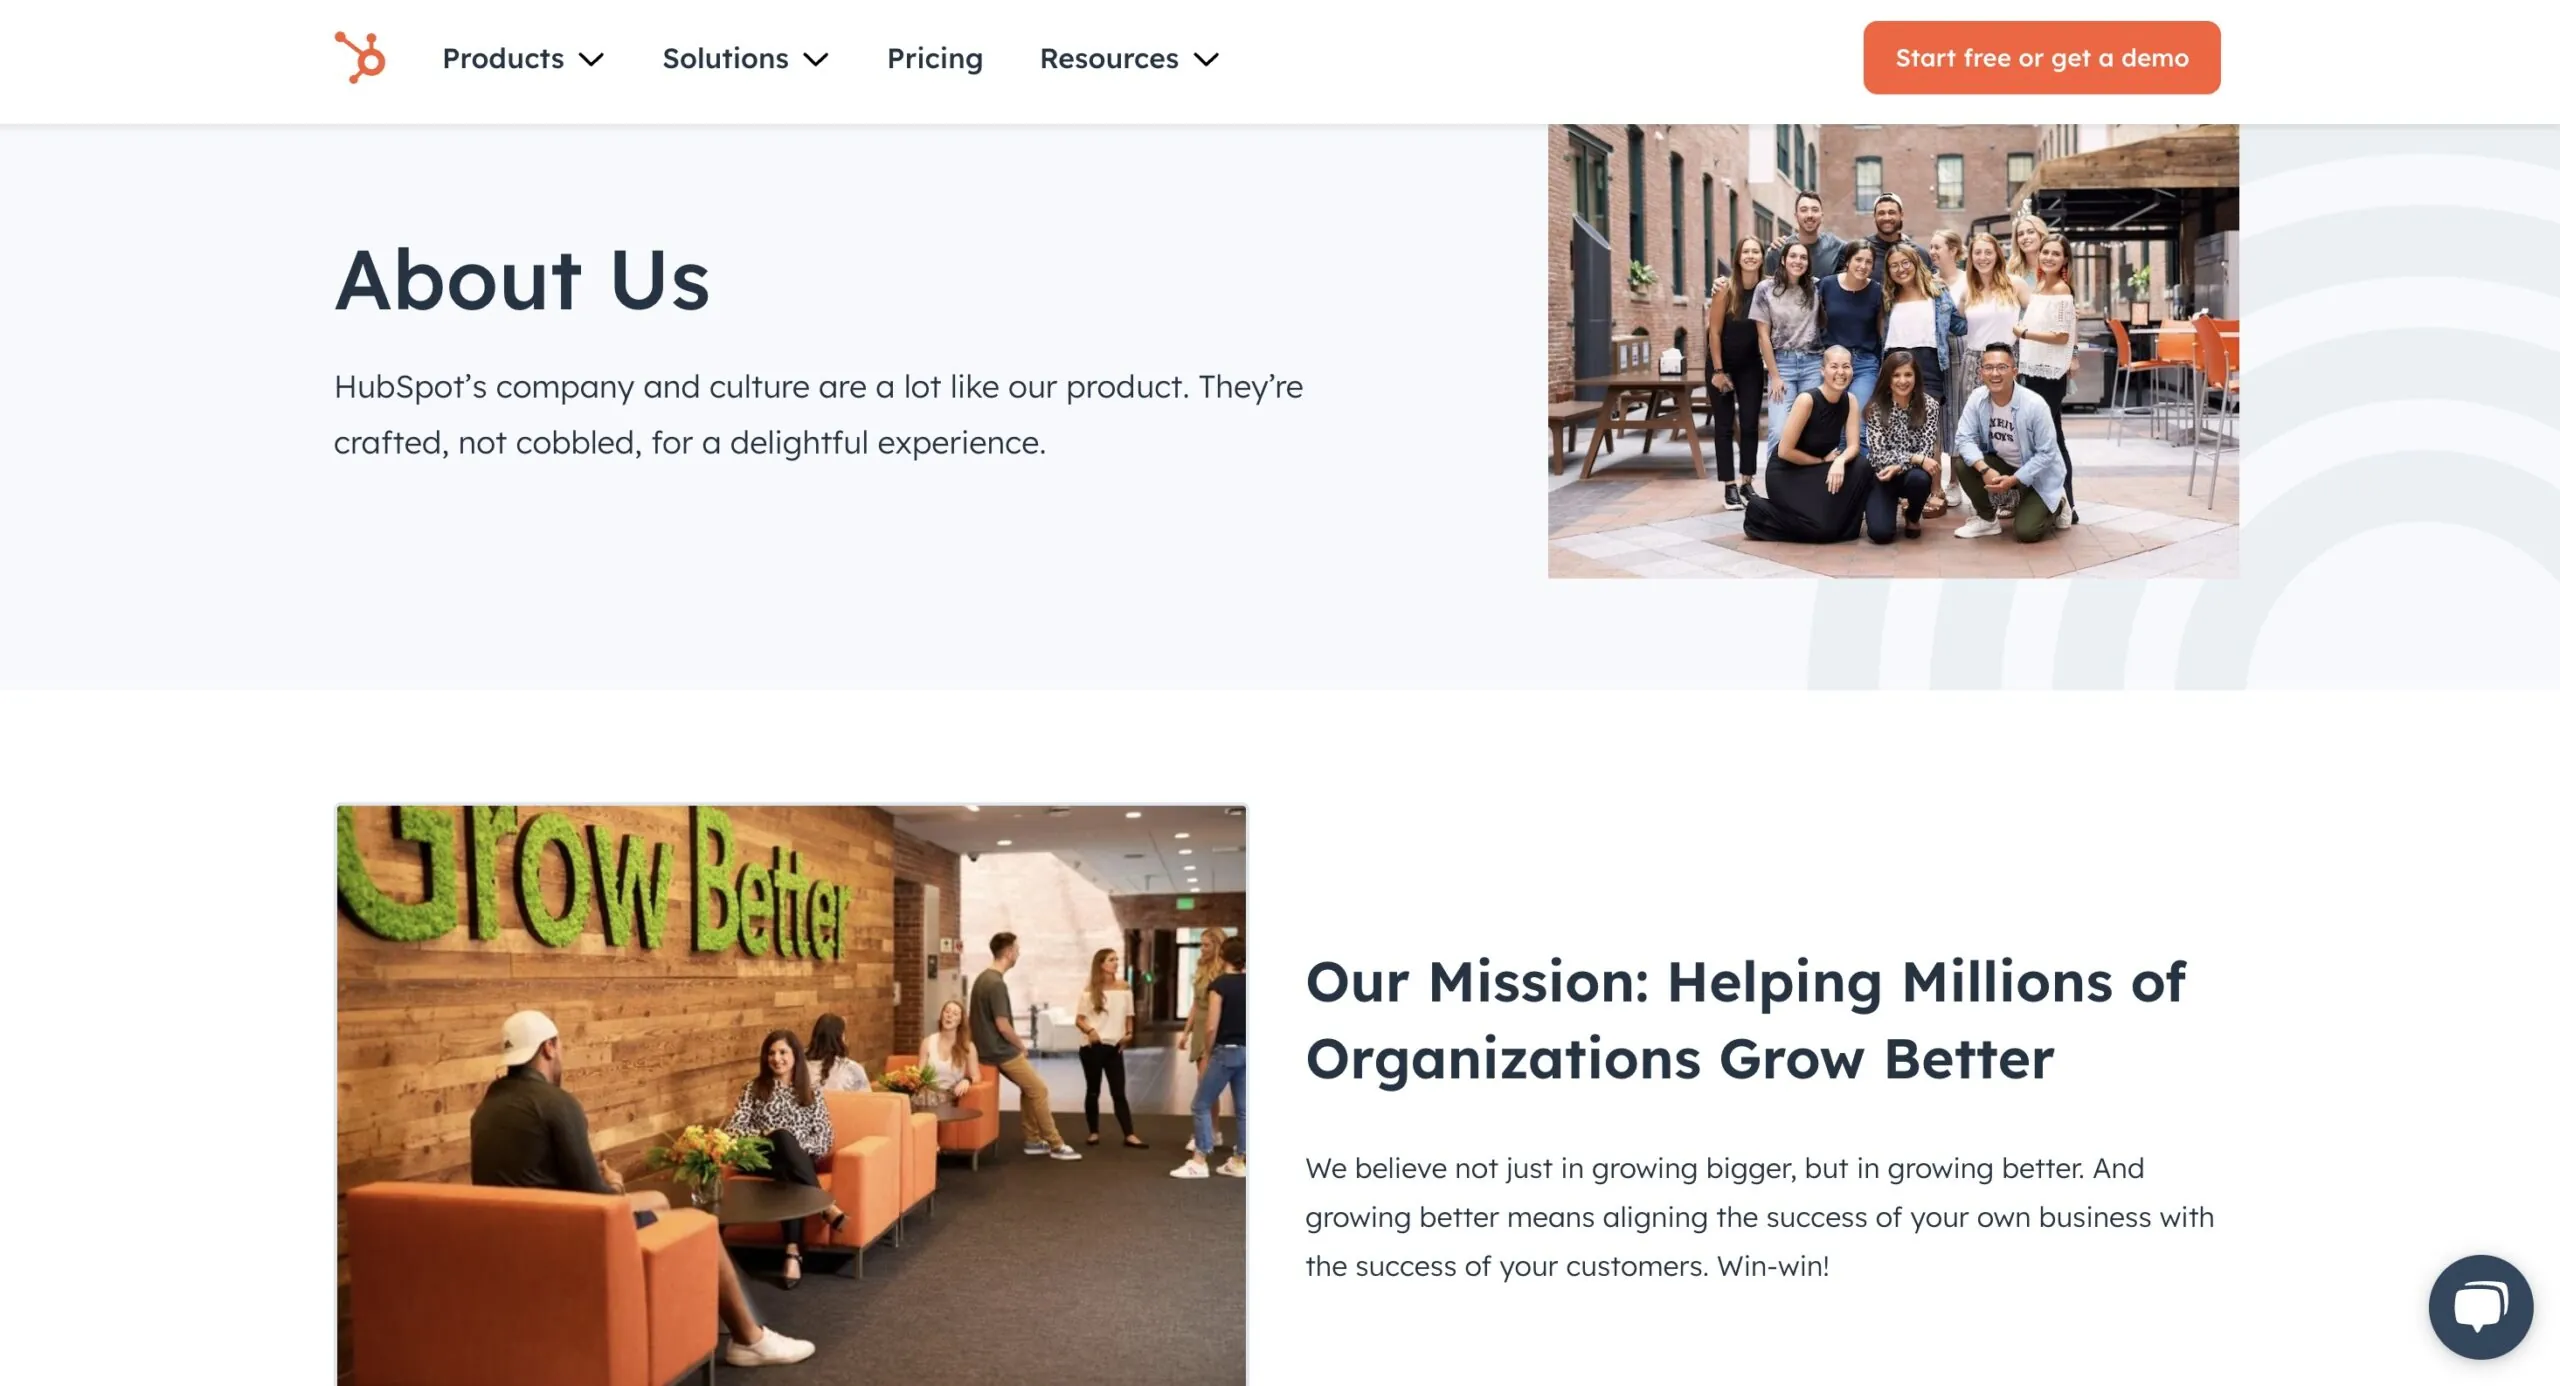 Products
Solutions
Pricing
Resources
Start free or get a demo
About Us
HubSpot’s company and culture are a lot like our product. They’re
crafted, not cobbled, for a delightful experience.
Grow Better
Our Mission: Helping Millions of
Organizations Grow Better
We believe not just in growing bigger, but in growing better. And
growing better means aligning the success of your own business with
the success of your customers. Win-win!